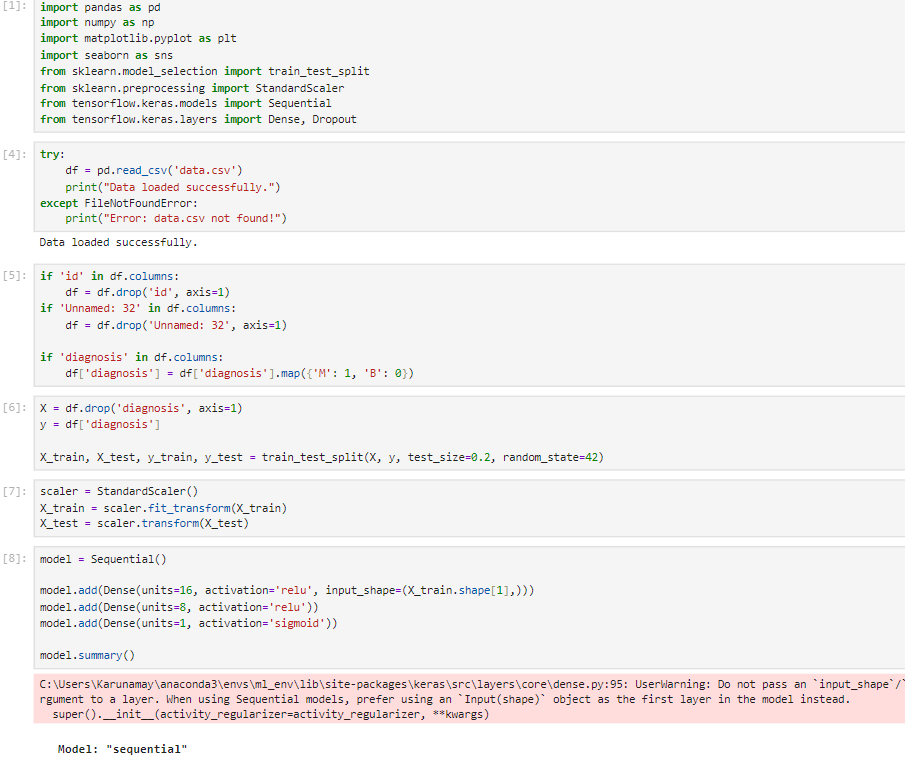 [1]:
import pandas as pd
import numpy as np
import matplotlib.pyplot as plt
import seaborn as sns
from sklearn.model_selection import train_test_split
from sklearn.preprocessing import StandardScaler
from tensorflow.keras.models import Sequential
from tensorflow.keras.layers import Dense, Dropout
[4]:
try:
    df = pd.read_csv('data.csv')
    print("Data loaded successfully.")
except FileNotFoundError:
    print("Error: data.csv not found!")
Data loaded successfully.
[5]:
if 'id' in df.columns:
    df = df.drop('id', axis=1)
if 'Unnamed: 32' in df.columns:
    df = df.drop('Unnamed: 32', axis=1)
if 'diagnosis' in df.columns:
    df['diagnosis'] = df['diagnosis'].map({'M': 1, 'B': 0})
[6]:
X = df.drop('diagnosis', axis=1)
y = df['diagnosis']
X_train, X_test, y_train, y_test = train_test_split(X, y, test_size=0.2, random_state=42)
[7]:
scaler = StandardScaler()
X_train = scaler.fit_transform(X_train)
X_test = scaler.transform(X_test)
[8]:
model = Sequential()
model.add(Dense(units=16, activation='relu', input_shape=(X_train.shape[1],)))
model.add(Dense(units=8, activation='relu'))
model.add(Dense(units=1, activation='sigmoid'))
model.summary()
C:\Users\Karunamay\anaconda3\envs\ml_env\lib\site-packages\keras\src\layers\core\dense.py:95: UserWarning: Do not pass an `input_shape`/`
rgument to a layer. When using Sequential models, prefer using an `Input(shape)` object as the first layer in the model instead.
  super().__init__(activity_regularizer=activity_regularizer, **kwargs)
Model: "sequential"